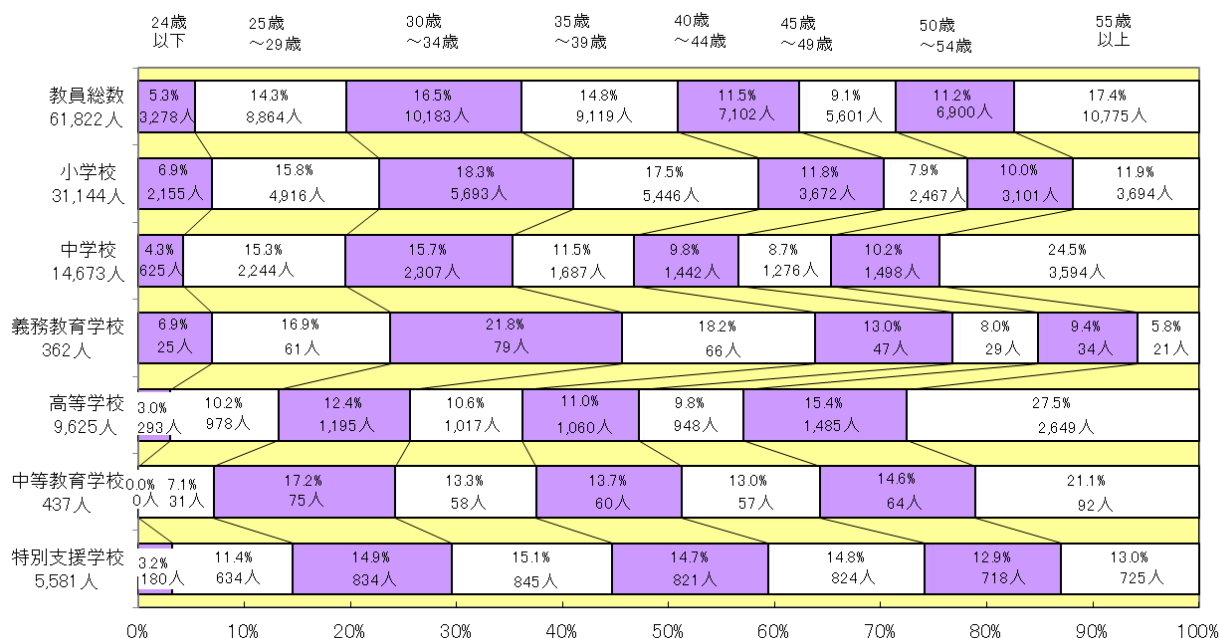 24歳 25歳 30歳 35歳 40歳 45歳 50歳 55歳
以下 ～29歳 ～34歳 ～39歳 ～44歳 ～49歳 ～54歳 以上
教員総数 5.3% 14.3% 16.5% 14.8% 11.5% 9.1% 11.2% 17.4%
61,822人 3,278人 8,864人 10,183人 9,119人 7,102人 5,601人 6,900人 10,775人
小学校 6.9% 15.8% 18.3% 17.5% 11.8% 7.9% 10.0% 11.9%
31,144人 2,155人 4,916人 5,693人 5,446人 3,672人 2,467人 3,101人 3,694人
中学校 4.3% 15.3% 15.7% 11.5% 9.8% 8.7% 10.2% 24.5%
14,673人 625人 2,244人 2,307人 1,687人 1,442人 1,276人 1,498人 3,594人
義務教育学校 6.9% 16.9% 21.8% 18.2% 13.0% 8.0% 9.4% 5.8%
362人 25人 61人 79人 66人 47人 29人 34人 21人
高等学校 3.0% 10.2% 12.4% 10.6% 11.0% 9.8% 15.4% 27.5%
9,625人 293人 978人 1,195人 1,017人 1,060人 948人 1,485人 2,649人
中等教育学校 0.0% 7.1% 17.2% 13.3% 13.7% 13.0% 14.6% 21.1%
437人 0人 31人 75人 58人 60人 57人 64人 92人
特別支援学校 3.2% 11.4% 14.9% 15.1% 14.7% 14.8% 12.9% 13.0%
5,581人 180人 634人 834人 845人 821人 824人 718人 725人
0% 10% 20% 30% 40% 50% 60% 70% 80% 90% 100%